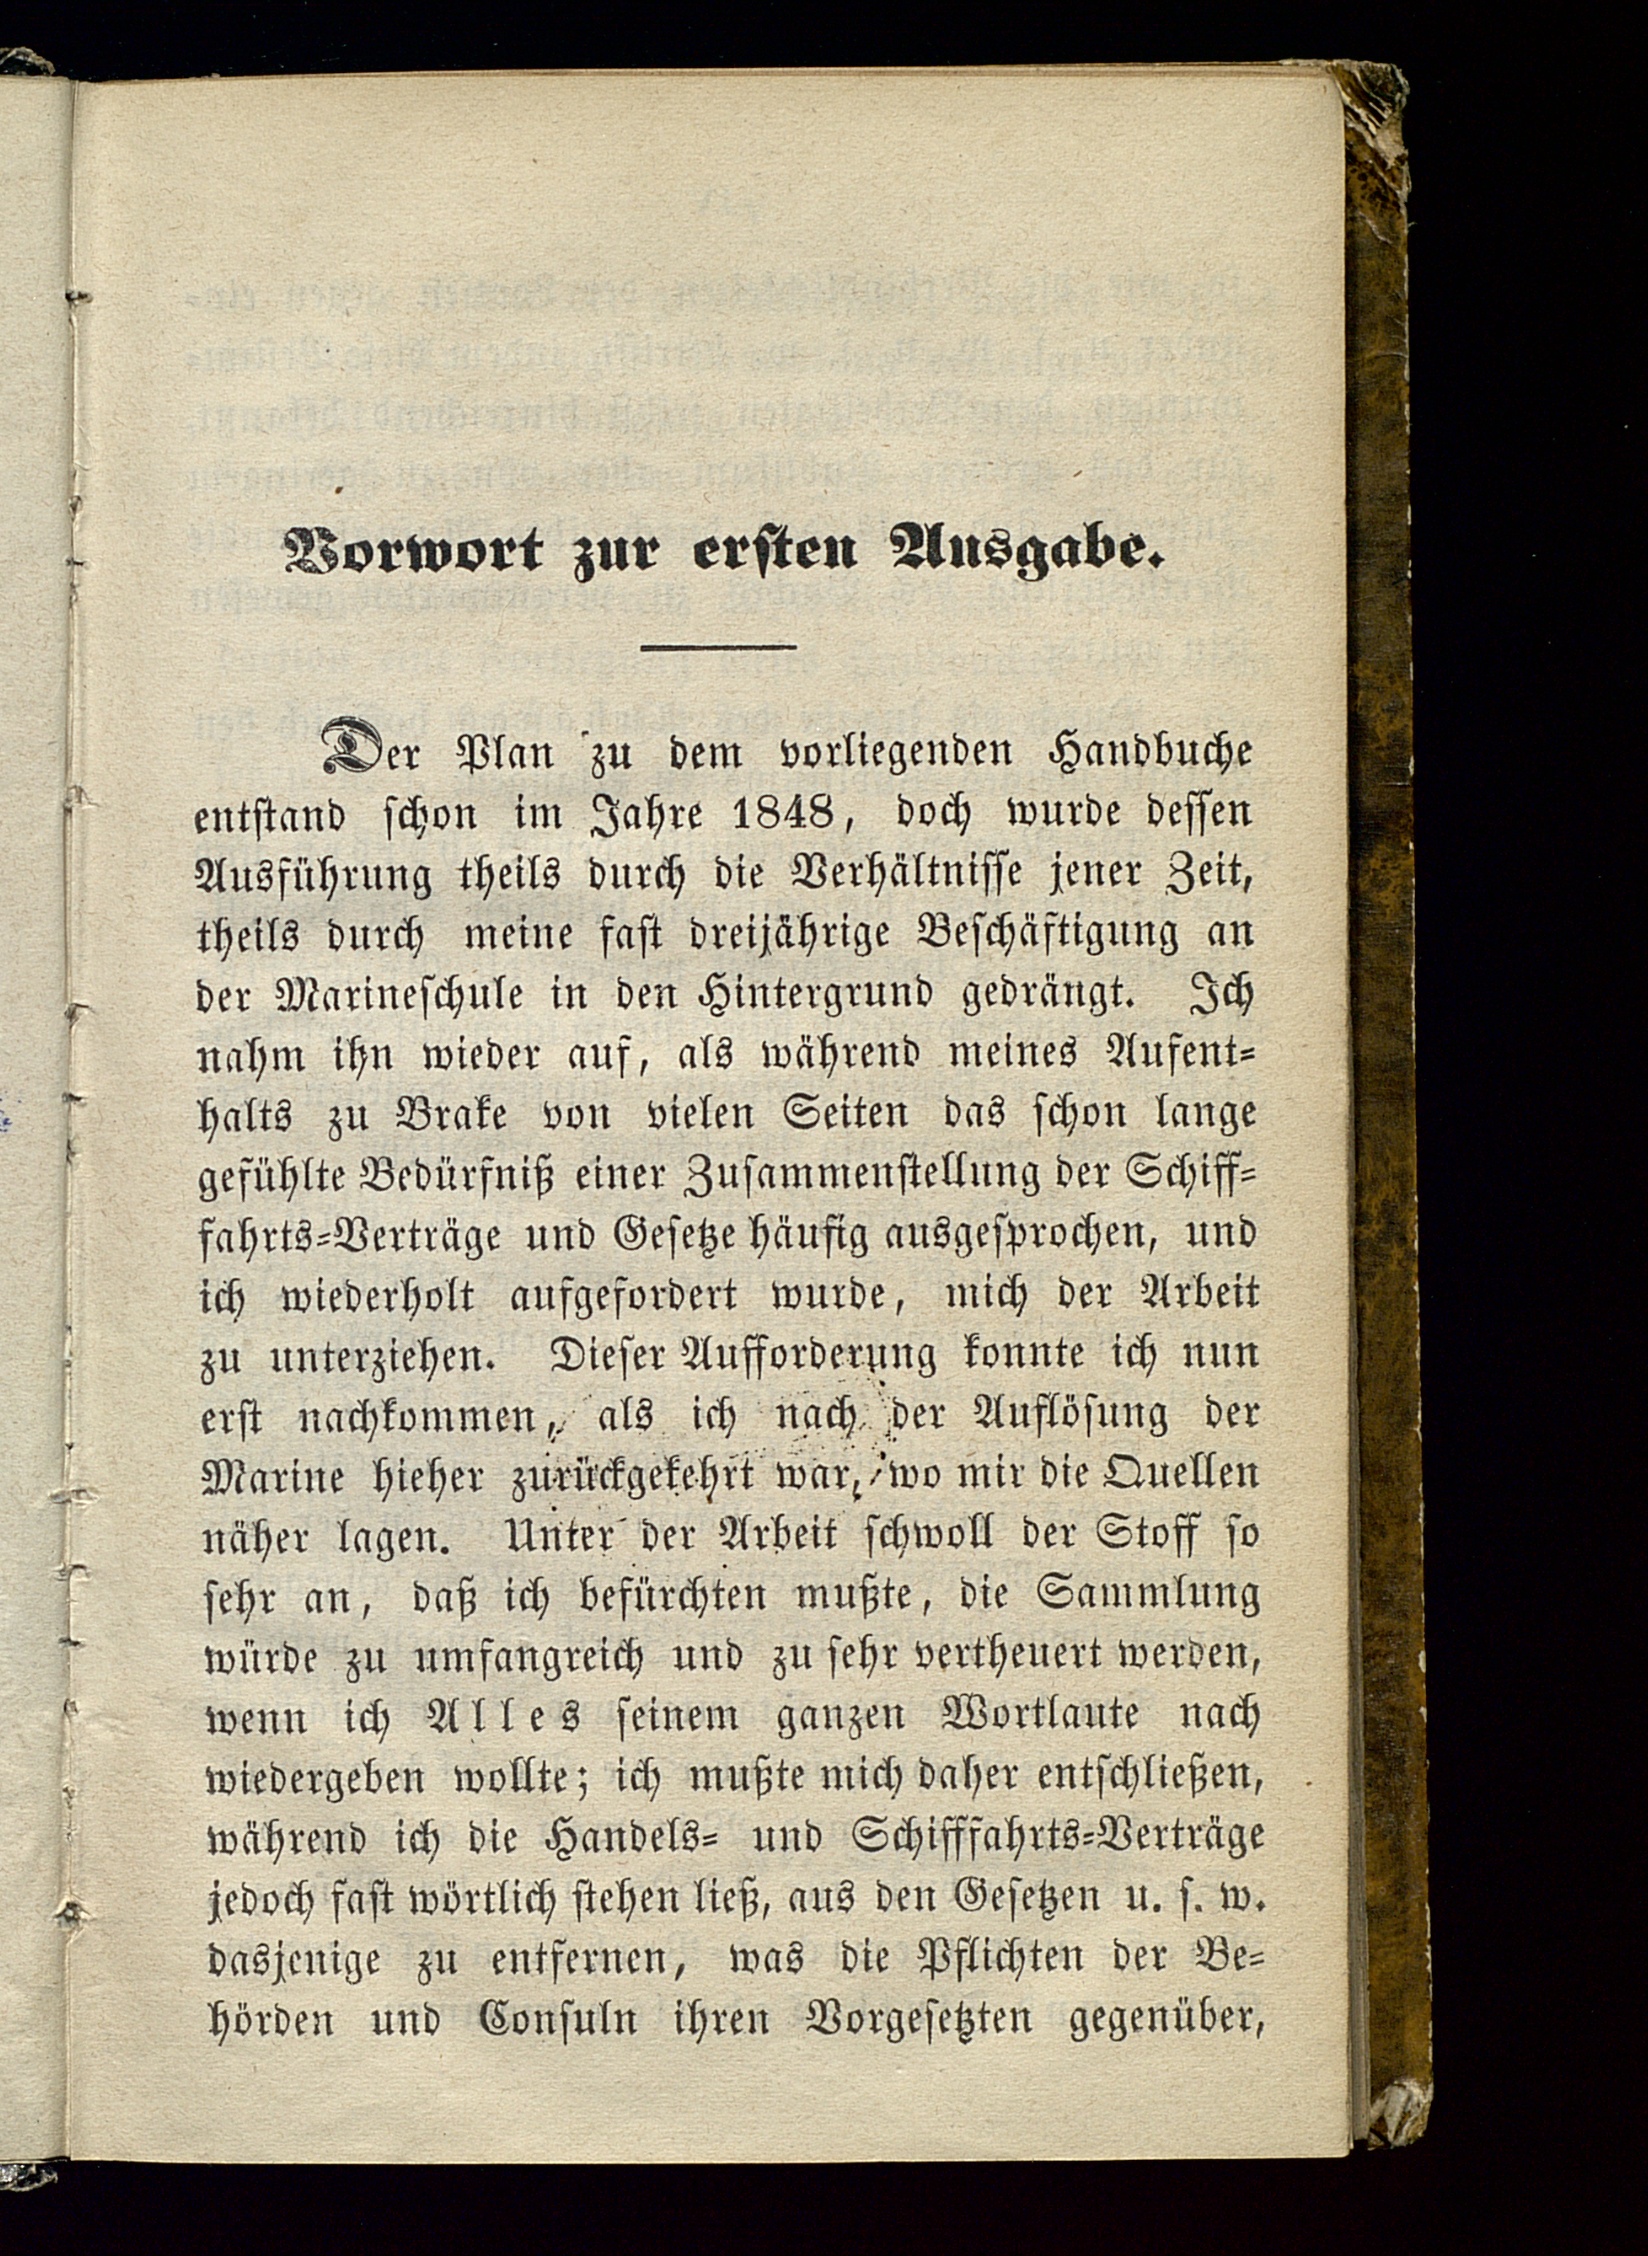 Vorwort zur ersten Ausgabe.
Der Plan zu dem vorliegenden Handbuche
entstand schon im Jahre 1848, doch wurde dessen
Ausführung theils durch die Verhältnisse jener Zeit,
theils durch meine fast dreijährige Beschäftigung an
der Marineschule in den Hintergrund gedrängt. Ich
nahm ihn wieder auf, als während meines Aufent-
halts zu Brake von vielen Seiten das schon lange
gefühlte Bedürfniß einer Zusammenstellung der Schiff-
fahrts-Verträge und Gesetze häufig ausgesprochen, und
ich wiederholt aufgefordert wurde, mich der Arbeit
zu unterziehen. Dieser Aufforderung konnte ich nun
erst nachkommen, als ich nach der Auflösung der
Marine hieher zurückgekehrt war, wo mir die Quellen
näher lagen. Unter der Arbeit schwoll der Stoff so
sehr an, daß ich befürchten mußte, die Sammlung
würde zu umfangreich und zu sehr vertheuert werden,
wenn ich Alles seinem ganzen Wortlaute nach
wiedergeben wollte; ich mußte mich daher entschließen,
während ich die Handels- und Schifffahrts-Verträge
jedoch fast wörtlich stehen ließ, aus den Gesetzen u. s. w.
dasjenige zu entfernen, was die Pflichten der Be-
hörden und Consuln ihren Vorgesetzten gegenüber,